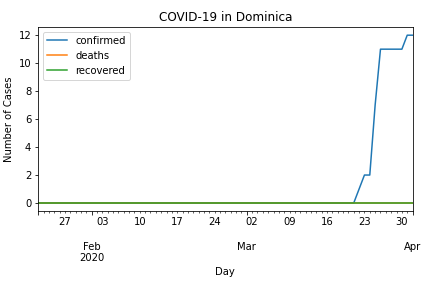 COVID-19 in Dominica
confirmed
deaths
recovered
Number of Cases
12
10
8
6
4
2
0
27 03 10 17 24 02 09 16 23 30
Feb Mar Apr
2020
Day